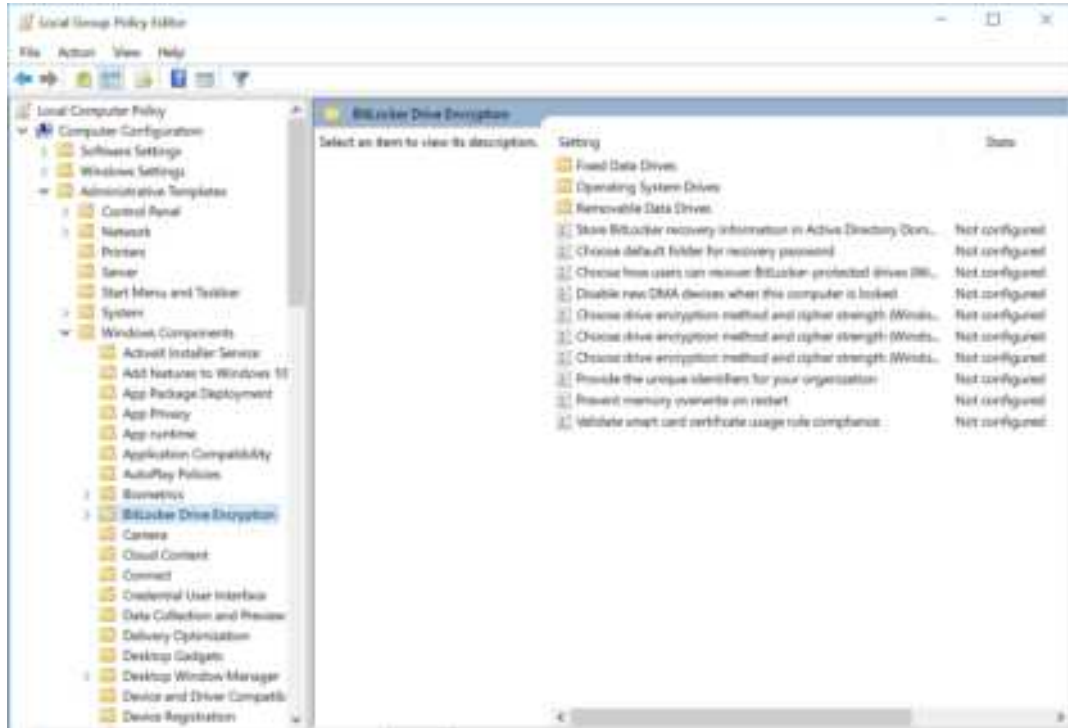 Local Group Policy Editor
File Action View Help
Local Computer Policy
Computer Configuration
Software Settings
Windows Settings
Administrative Templates
Control Panel
Network
Printers
Server
Start Menu and Taskbar
System
Windows Components
ActiveX Installer Service
Add features to Windows 10
App Package Deployment
App Privacy
App runtime
Application Compatibility
AutoPlay Policies
Biometrics
BitLocker Drive Encryption
Camera
Cloud Content
Connect
Credential User Interface
Data Collection and Preview
Delivery Optimization
Desktop Gadgets
Desktop Window Manager
Device and Driver Compatib
Device Registration
BitLocker Drive Encryption
Select an item to view its description.
Setting State
Fixed Data Drives
Operating System Drives
Removable Data Drives
Store BitLocker recovery information in Active Directory Dom... Not configured
Choose default folder for recovery password Not configured
Choose how users can recover BitLocker-protected drives (Wi... Not configured
Disable new DMA devices when this computer is locked Not configured
Choose drive encryption method and cipher strength (Windo... Not configured
Choose drive encryption method and cipher strength (Windo... Not configured
Choose drive encryption method and cipher strength (Windo... Not configured
Provide the unique identifiers for your organization Not configured
Prevent memory overwrite on restart Not configured
Validate smart card certificate usage rule compliance Not configured